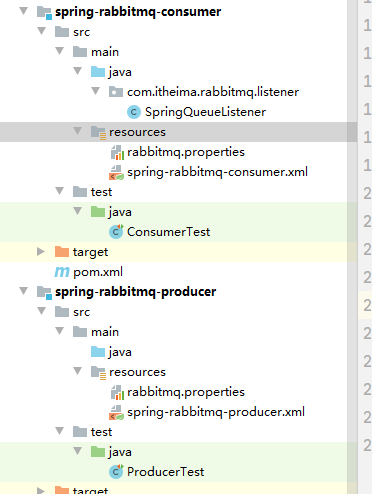 spring-rabbitmq-consumer
src
main
java
com.itheima.rabbitmq.listener
SpringQueueListener
resources
rabbitmq.properties
spring-rabbitmq-consumer.xml
test
java
ConsumerTest
target
pom.xml
spring-rabbitmq-producer
src
main
java
resources
rabbitmq.properties
spring-rabbitmq-producer.xml
test
java
ProducerTest
target